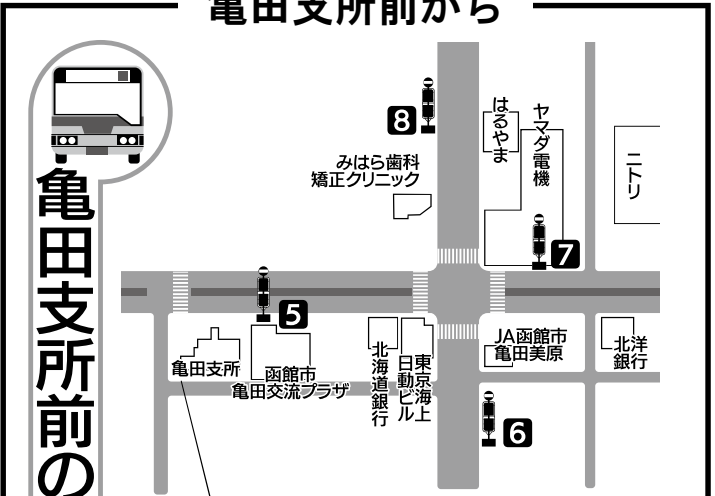 亀田支所前から
亀田支所前の
8
はるやま
ヤマダ電機
ニトリ
みはら歯科
矯正クリニック
7
5
亀田支所
函館市
亀田交流プラザ
北海道銀行
東京海上
日動ビル
JA函館市
亀田美原
北洋
銀行
6